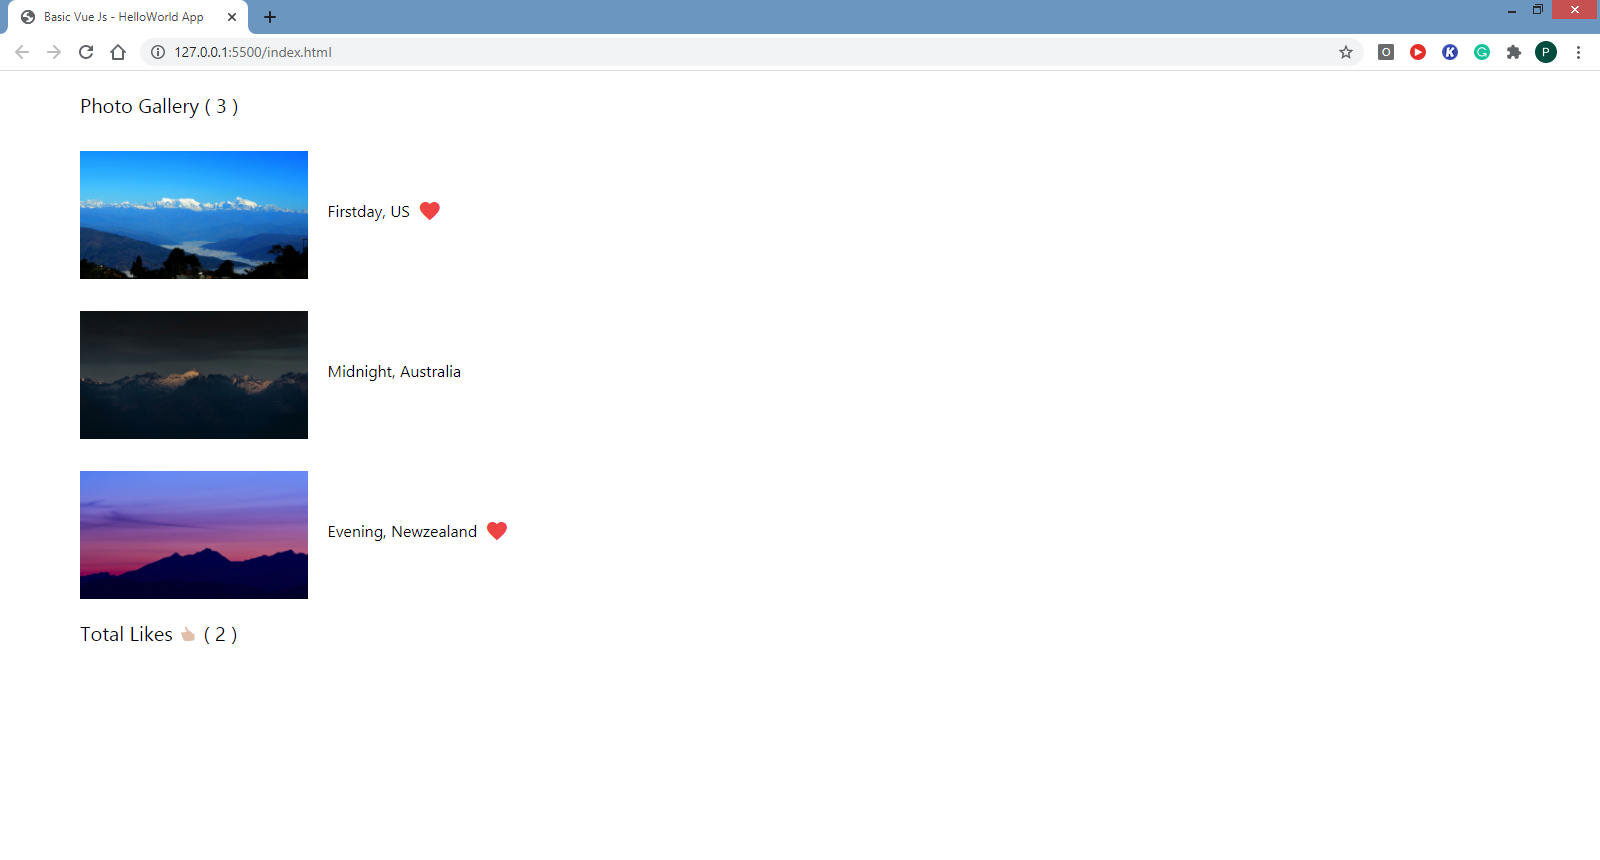 Basic Vue Js - HelloWorld App
127.0.0.1:5500/index.html
O
K
G
P
Photo Gallery ( 3 )
Firstday, US
Midnight, Australia
Evening, Newzealand
Total Likes 👍🏼 ( 2 )